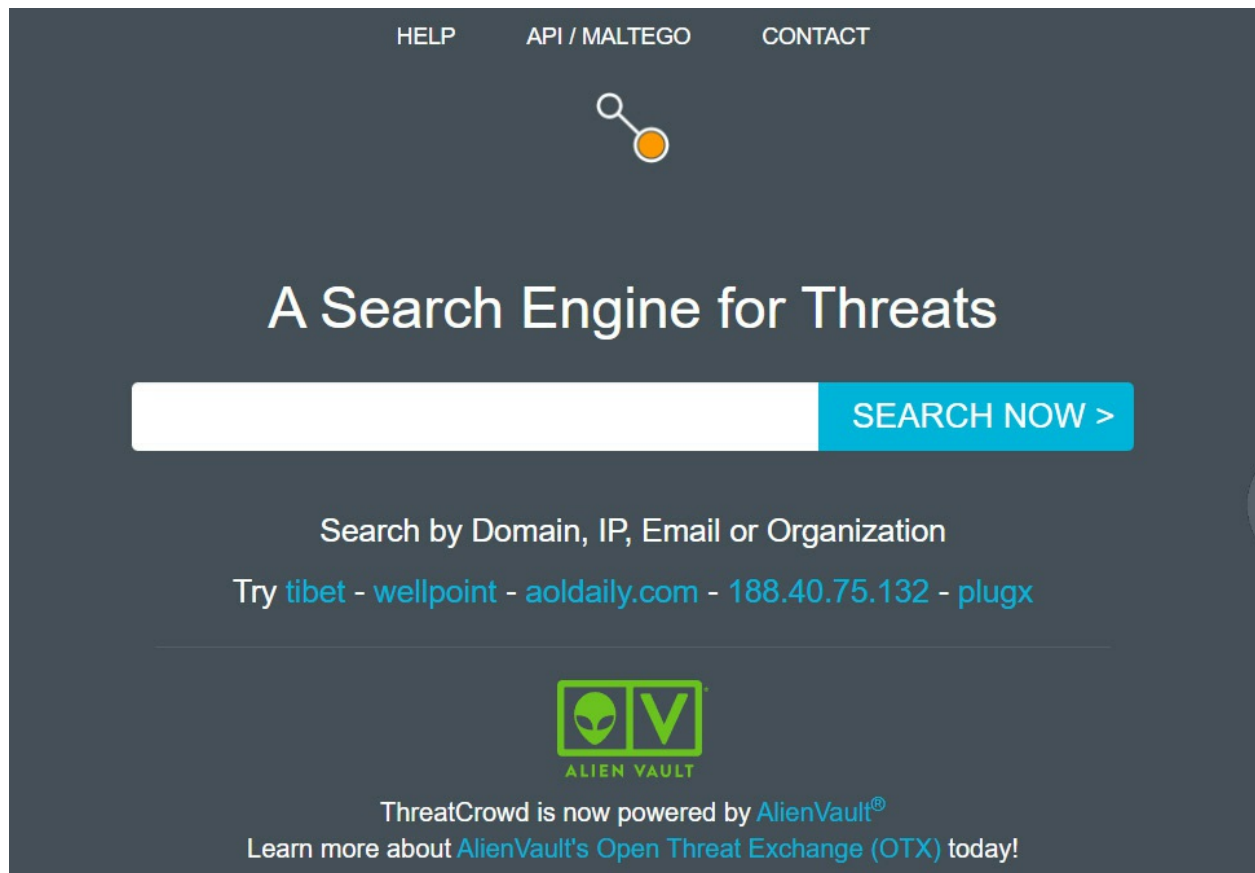 HELP API / MALTEGO CONTACT
A Search Engine for Threats
SEARCH NOW >
Search by Domain, IP, Email or Organization
Try tibet - wellpoint - aoldaily.com - 188.40.75.132 - plugx
V
ALIEN VAULT
ThreatCrowd is now powered by AlienVault®
Learn more about AlienVault's Open Threat Exchange (OTX) today!